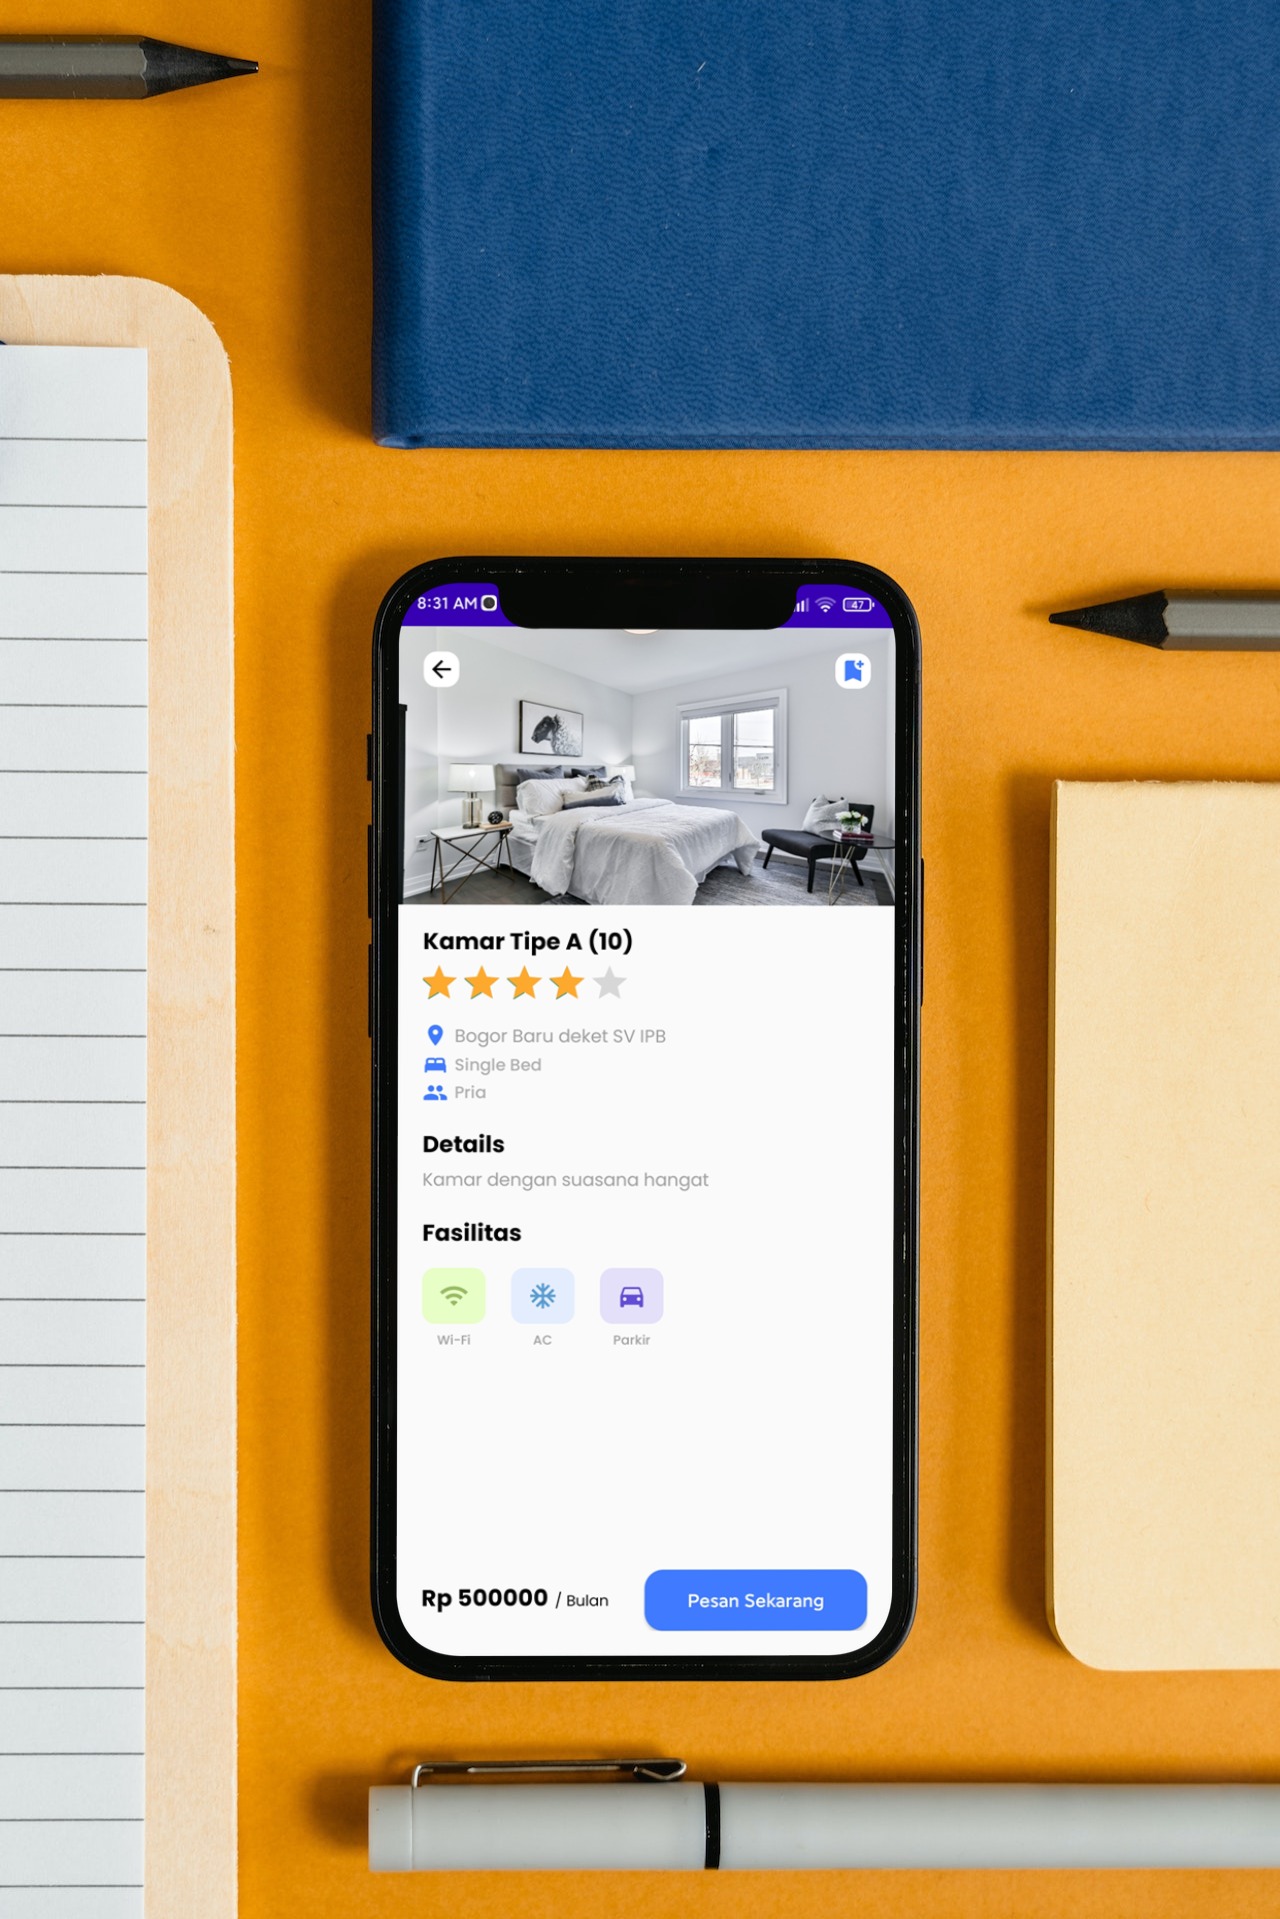 8:31 AM
47
Kamar Tipe A (10)
Bogor Baru deket SV IPB
Single Bed
Pria
Details
Kamar dengan suasana hangat
Fasilitas
Wi-Fi AC Parkir
Rp 500000 / Bulan Pesan Sekarang